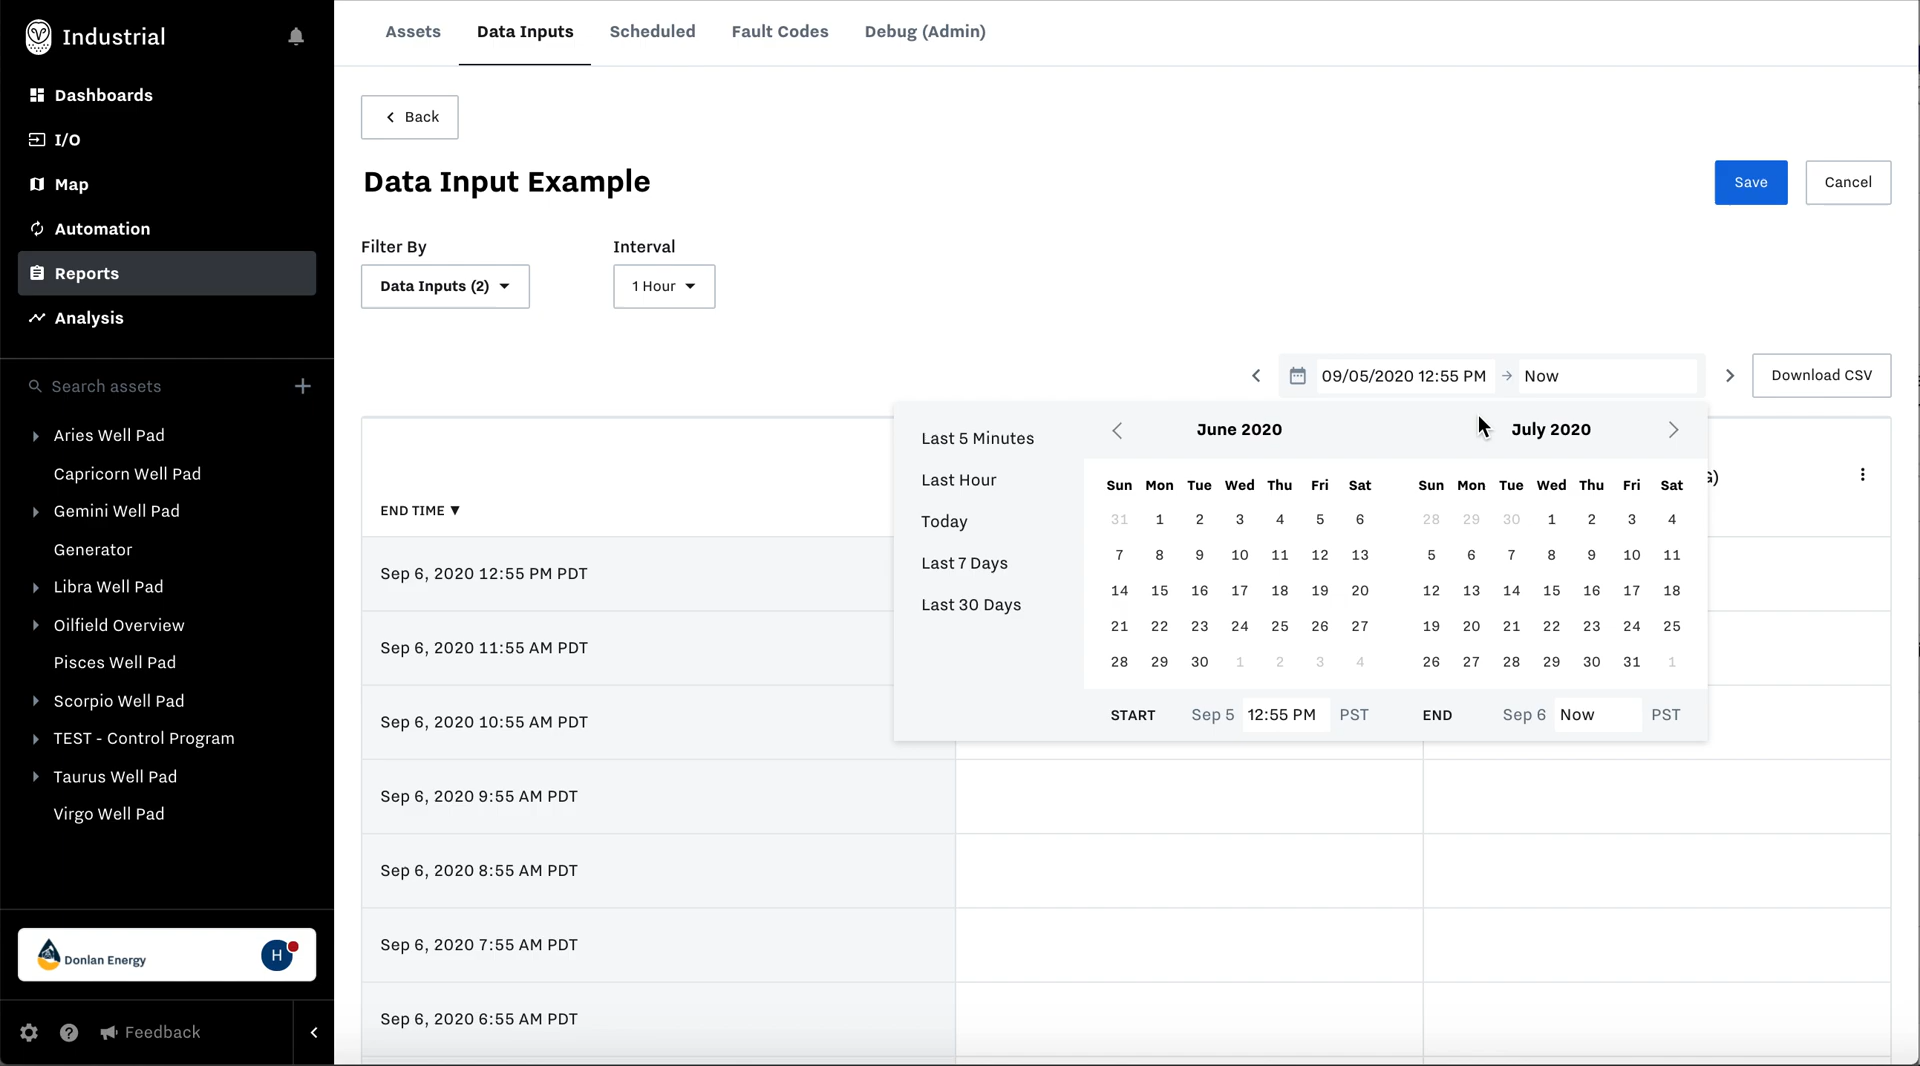 Industrial
Dashboards
I/O
Map
Automation
Reports
Analysis
Search assets
Aries Well Pad
Capricorn Well Pad
Gemini Well Pad
Generator
Libra Well Pad
Oilfield Overview
Pisces Well Pad
Scorpio Well Pad
TEST - Control Program
Taurus Well Pad
Virgo Well Pad
Donlan Energy
H
Feedback
Assets Data Inputs Scheduled Fault Codes Debug (Admin)
Back
Data Input Example
Save Cancel
Filter By Interval
Data Inputs (2) 1 Hour
09/05/2020 12:55 PM → Now Download CSV
Last 5 Minutes
Last Hour
Today
Last 7 Days
Last 30 Days
June 2020
Sun Mon Tue Wed Thu Fri Sat
31 1 2 3 4 5 6
7 8 9 10 11 12 13
14 15 16 17 18 19 20
21 22 23 24 25 26 27
28 29 30 1 2 3 4
July 2020
Sun Mon Tue Wed Thu Fri Sat
28 29 30 1 2 3 4
5 6 7 8 9 10 11
12 13 14 15 16 17 18
19 20 21 22 23 24 25
26 27 28 29 30 31 1
START Sep 5 12:55 PM PST END Sep 6 Now PST
END TIME ▼
Sep 6, 2020 12:55 PM PDT
Sep 6, 2020 11:55 AM PDT
Sep 6, 2020 10:55 AM PDT
Sep 6, 2020 9:55 AM PDT
Sep 6, 2020 8:55 AM PDT
Sep 6, 2020 7:55 AM PDT
Sep 6, 2020 6:55 AM PDT